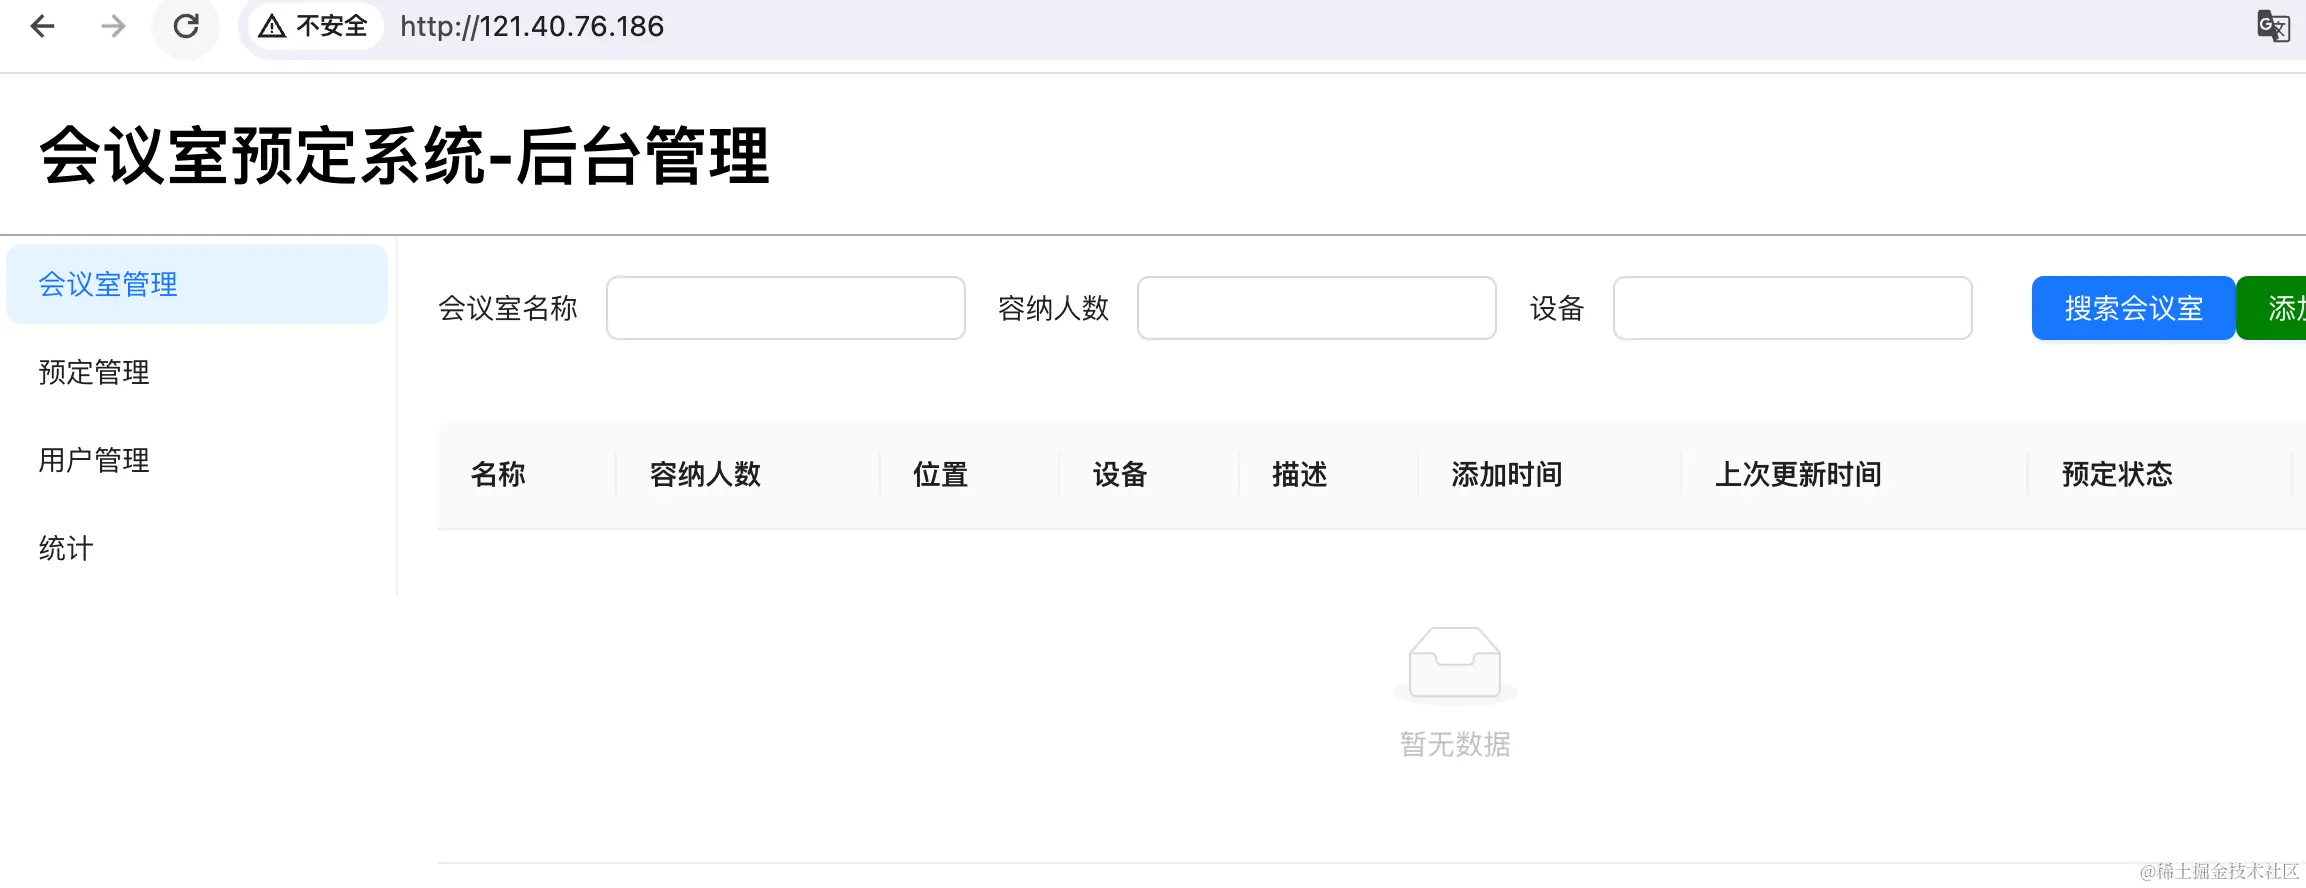 不安全 http://121.40.76.186
会议室预定系统-后台管理
会议室管理
预定管理
用户管理
统计
会议室名称 容纳人数 设备 搜索会议室 添加
名称 容纳人数 位置 设备 描述 添加时间 上次更新时间 预定状态
暂无数据
@稀土掘金技术社区